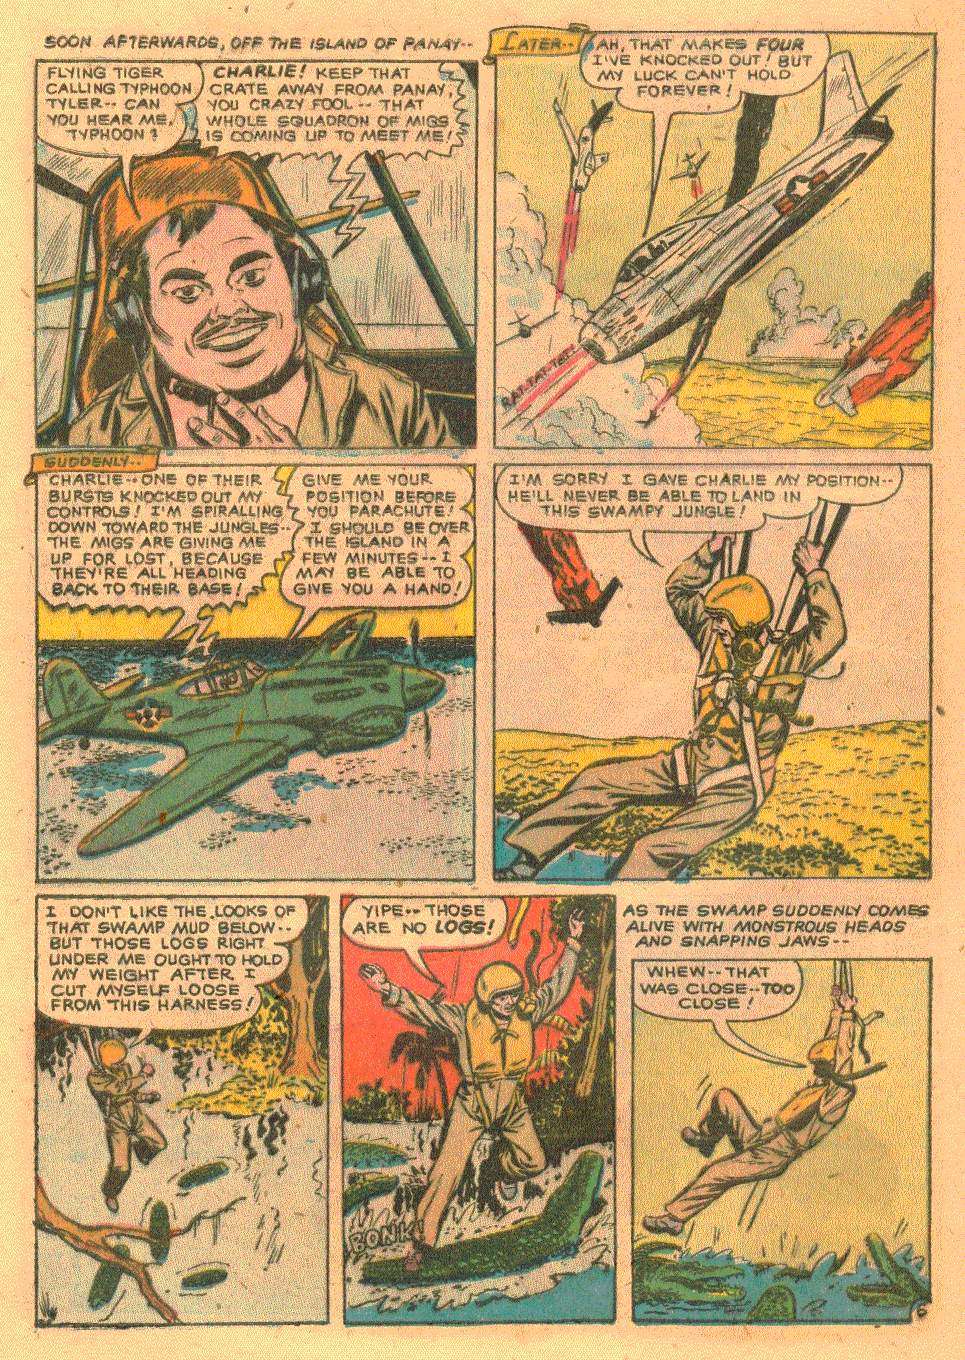 SOON AFTERWARDS, OFF THE ISLAND OF PANAY--
FLYING TIGER
CALLING TYPHOON
TYLER-- CAN
YOU HEAR ME,
TYPHOON?
CHARLIE! KEEP THAT
CRATE AWAY FROM PANAY,
YOU CRAZY FOOL-- THAT
WHOLE SQUADRON OF MIGS
IS COMING UP TO MEET ME!
LATER--
AH, THAT MAKES FOUR
I'VE KNOCKED OUT! BUT
MY LUCK CAN'T HOLD
FOREVER!
RAT-TAT-TAT!
SUDDENLY--
CHARLIE--ONE OF THEIR
BURSTS KNOCKED OUT MY
CONTROLS! I'M SPIRALLING
DOWN TOWARD THE JUNGLES--
THE MIGS ARE GIVING ME
UP FOR LOST, BECAUSE
THEY'RE ALL HEADING
BACK TO THEIR BASE!
GIVE ME YOUR
POSITION BEFORE
YOU PARACHUTE!
I SHOULD BE OVER
THE ISLAND IN A
FEW MINUTES--I
MAY BE ABLE TO
GIVE YOU A HAND!
I'M SORRY I GAVE CHARLIE MY POSITION--
HE'LL NEVER BE ABLE TO LAND IN
THIS SWAMPY JUNGLE!
I DON'T LIKE THE LOOKS OF
THAT SWAMP MUD BELOW--
BUT THOSE LOGS RIGHT
UNDER ME OUGHT TO HOLD
MY WEIGHT AFTER I
CUT MYSELF LOOSE
FROM THIS HARNESS!
YIPE-- THOSE
ARE NO LOGS!
BONK
AS THE SWAMP SUDDENLY COMES
ALIVE WITH MONSTROUS HEADS
AND SNAPPING JAWS--
WHEW--THAT
WAS CLOSE--TOO
CLOSE!